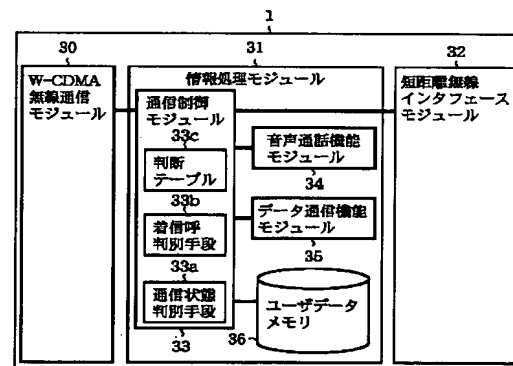 1
30
31
32
W-CDMA
無線通信
モジュール
情報処理モジュール
通信制御
モジュール
33c
判断
テーブル
33b
着信呼
判別手段
33a
通信状態
判別手段
33
音声通話機能
モジュール
34
データ通信機能
モジュール
35
ユーザデータ
メモリ
36
短距離無線
インタフェース
モジュール